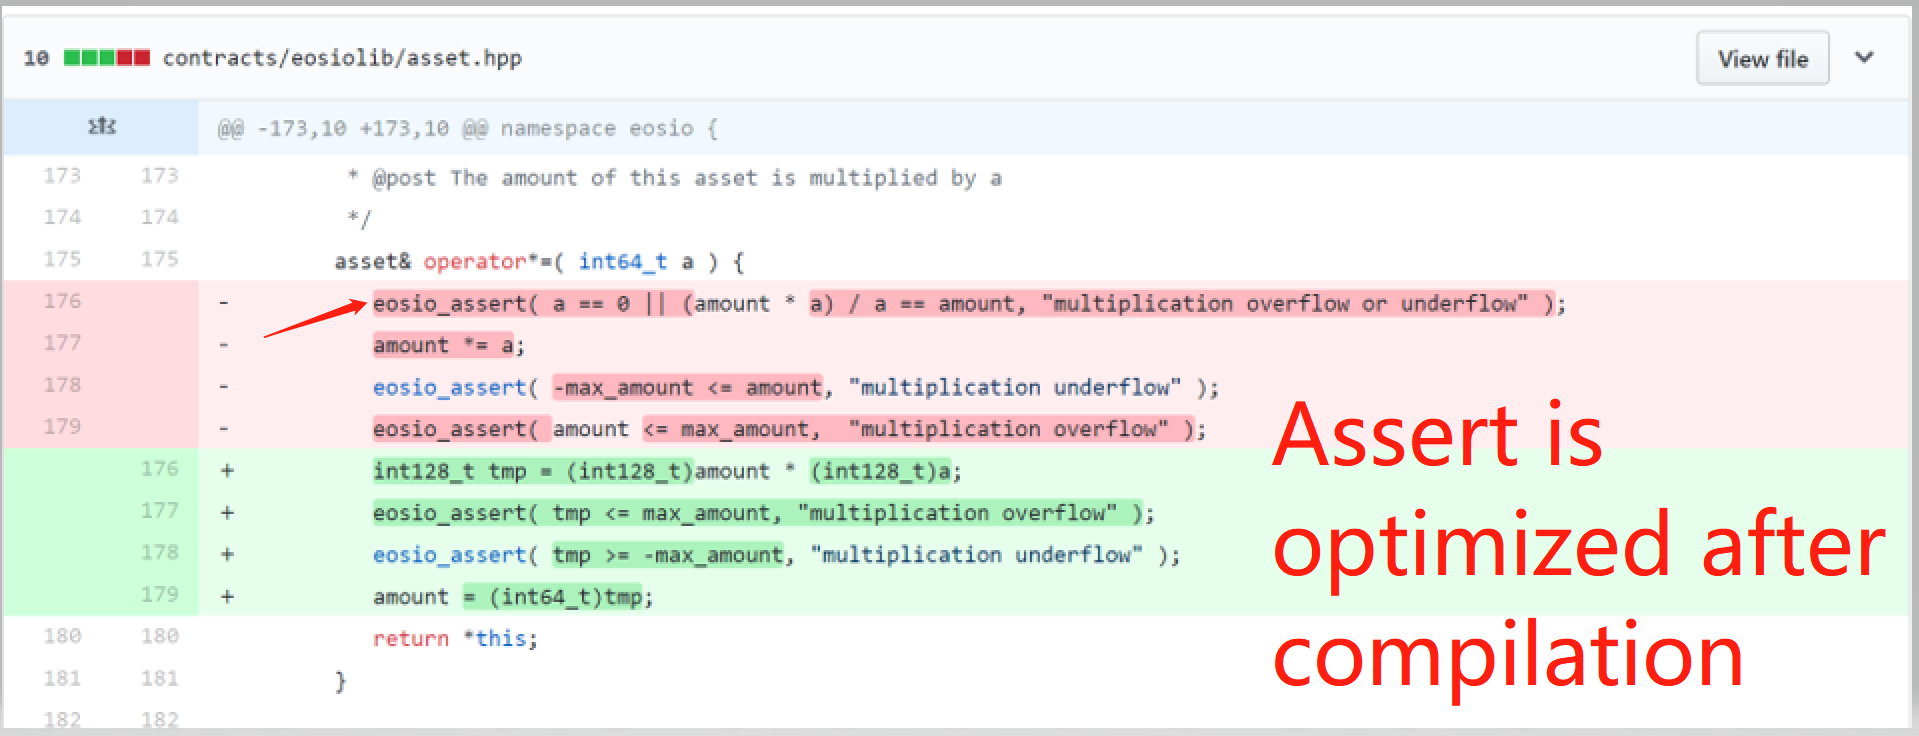 10 contracts/eosiolib/asset.hpp View file
@@ -173,10 +173,10 @@ namespace eosio {
173 173 * @post The amount of this asset is multiplied by a
174 174 */
175 175 asset& operator*=( int64_t a ) {
176 - eosio_assert( a == 0 || (amount * a) / a == amount, "multiplication overflow or underflow" );
177 - amount *= a;
178 - eosio_assert( -max_amount <= amount, "multiplication underflow" );
179 - eosio_assert( amount <= max_amount, "multiplication overflow" );
176 + int128_t tmp = (int128_t)amount * (int128_t)a;
177 + eosio_assert( tmp <= max_amount, "multiplication overflow" );
178 + eosio_assert( tmp >= -max_amount, "multiplication underflow" );
179 + amount = (int64_t)tmp;
180 180 return *this;
181 181 }
182 182
Assert is
optimized after
compilation